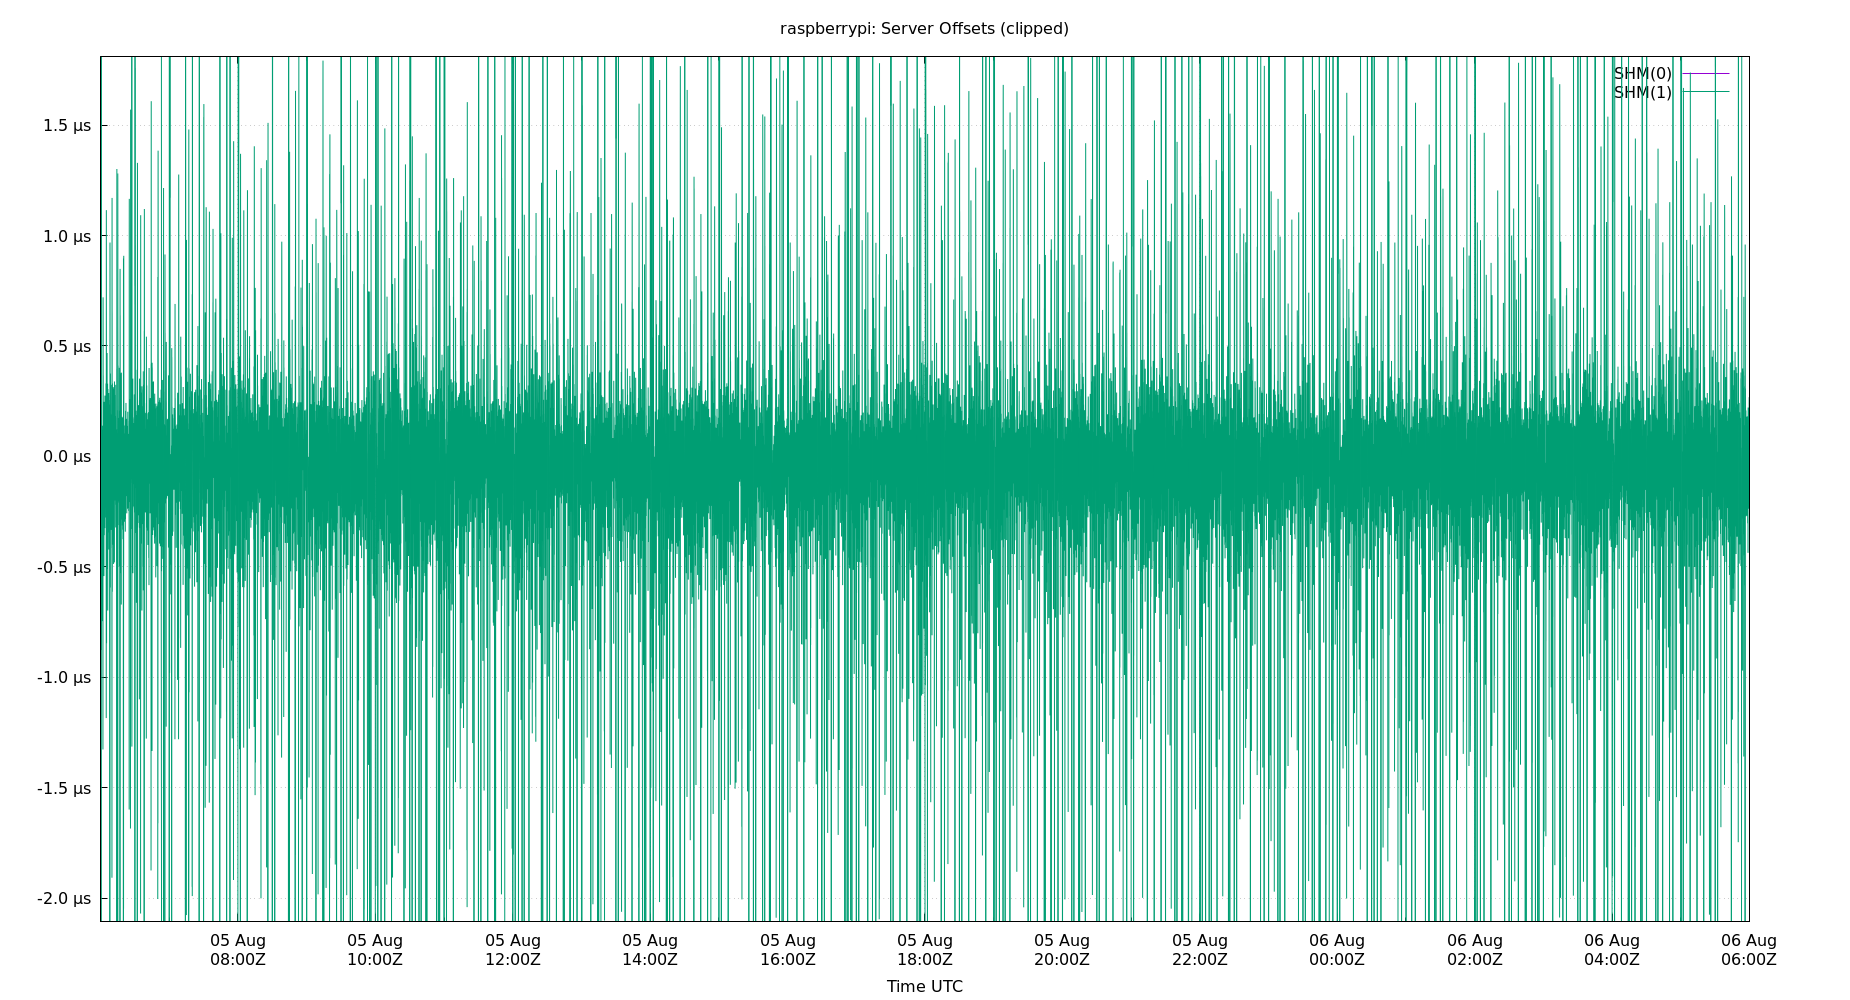 raspberrypi: Server Offsets (clipped)
SHM(0)
SHM(1)
1.5 µs
1.0 µs
0.5 µs
0.0 µs
-0.5 µs
-1.0 µs
-1.5 µs
-2.0 µs
05 Aug 05 Aug 05 Aug 05 Aug 05 Aug 05 Aug 05 Aug 05 Aug 06 Aug 06 Aug 06 Aug 06 Aug
08:00Z 10:00Z 12:00Z 14:00Z 16:00Z 18:00Z 20:00Z 22:00Z 00:00Z 02:00Z 04:00Z 06:00Z
Time UTC